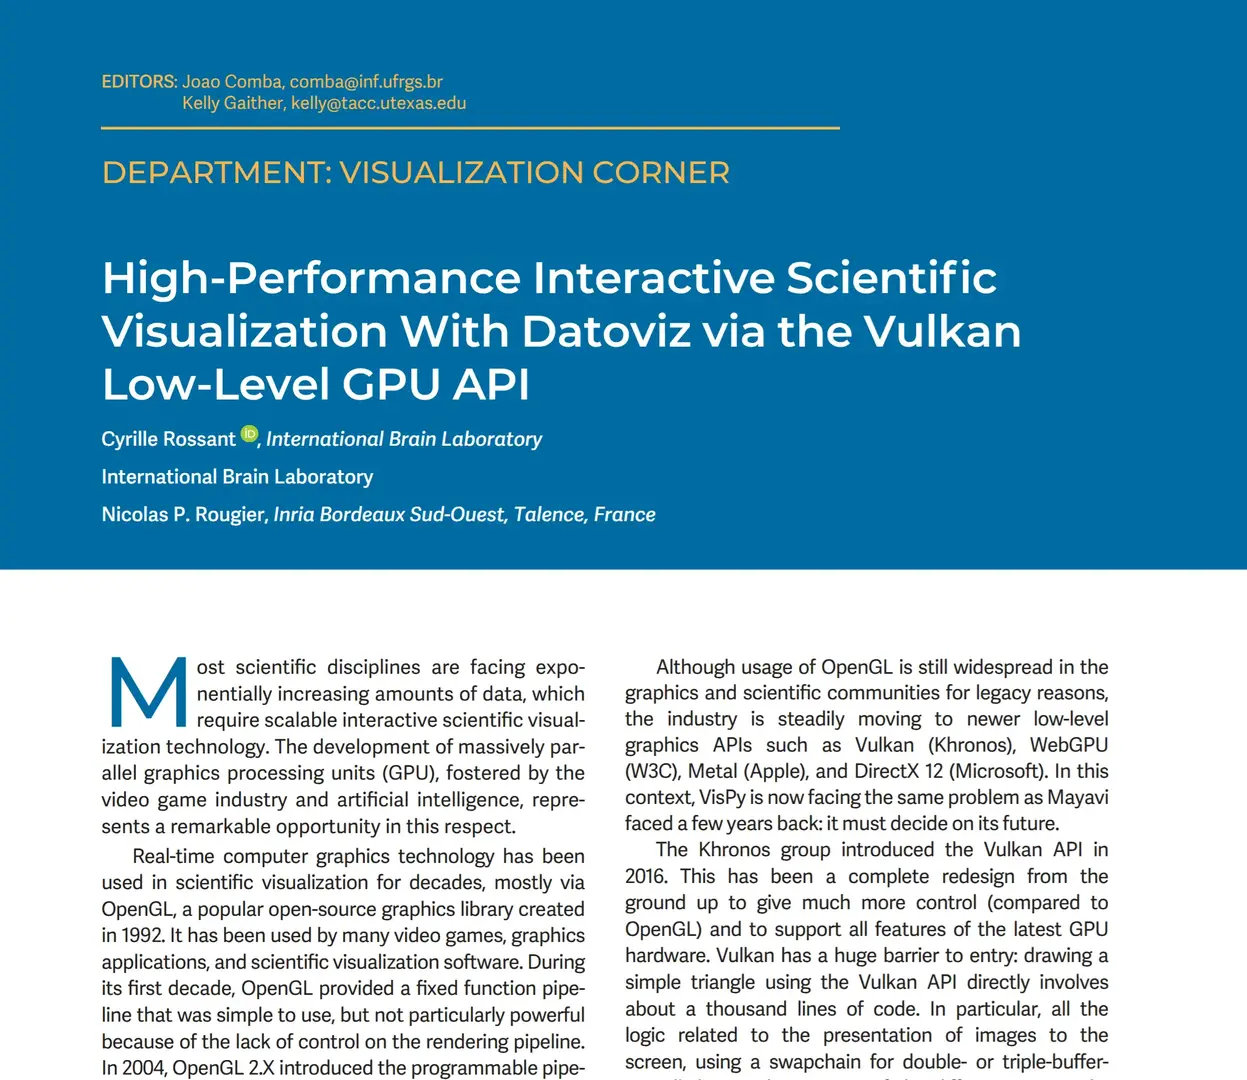 EDITORS: Joao Comba, comba@inf.ufrgs.br
Kelly Gaither, kelly@tacc.utexas.edu
DEPARTMENT: VISUALIZATION CORNER
High-Performance Interactive Scientific
Visualization With Datoviz via the Vulkan
Low-Level GPU API
Cyrille Rossant iD, International Brain Laboratory
International Brain Laboratory
Nicolas P. Rougier, Inria Bordeaux Sud-Ouest, Talence, France
Most scientific disciplines are facing expo-
nentially increasing amounts of data, which
require scalable interactive scientific visual-
ization technology. The development of massively par-
allel graphics processing units (GPU), fostered by the
video game industry and artificial intelligence, repre-
sents a remarkable opportunity in this respect.
Real-time computer graphics technology has been
used in scientific visualization for decades, mostly via
OpenGL, a popular open-source graphics library created
in 1992. It has been used by many video games, graphics
applications, and scientific visualization software. During
its first decade, OpenGL provided a fixed function pipe-
line that was simple to use, but not particularly powerful
because of the lack of control on the rendering pipeline.
In 2004, OpenGL 2.X introduced the programmable pipe-
Although usage of OpenGL is still widespread in the
graphics and scientific communities for legacy reasons,
the industry is steadily moving to newer low-level
graphics APIs such as Vulkan (Khronos), WebGPU
(W3C), Metal (Apple), and DirectX 12 (Microsoft). In this
context, VisPy is now facing the same problem as Mayavi
faced a few years back: it must decide on its future.
The Khronos group introduced the Vulkan API in
2016. This has been a complete redesign from the
ground up to give much more control (compared to
OpenGL) and to support all features of the latest GPU
hardware. Vulkan has a huge barrier to entry: drawing a
simple triangle using the Vulkan API directly involves
about a thousand lines of code. In particular, all the
logic related to the presentation of images to the
screen, using a swapchain for double- or triple-buffer-